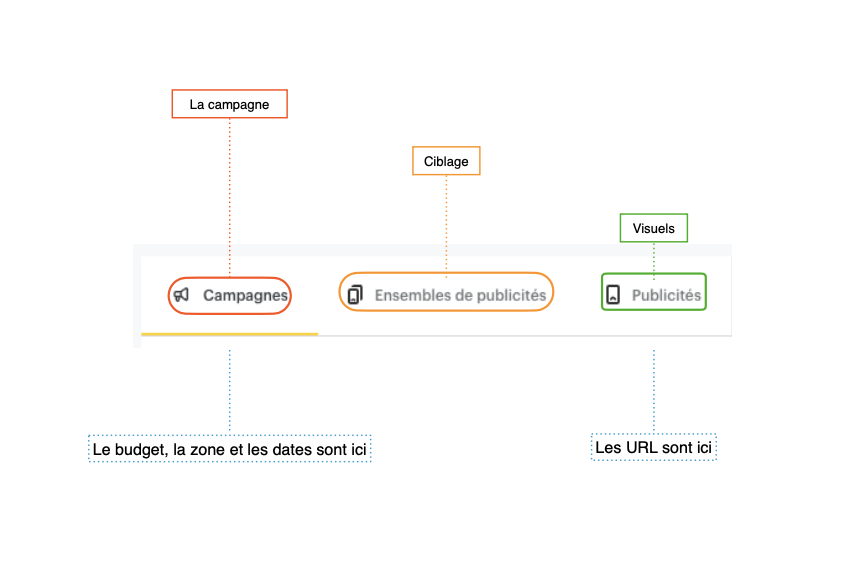 La campagne
Ciblage
Visuels
Campagnes
Ensembles de publicités
Publicités
Le budget, la zone et les dates sont ici
Les URL sont ici